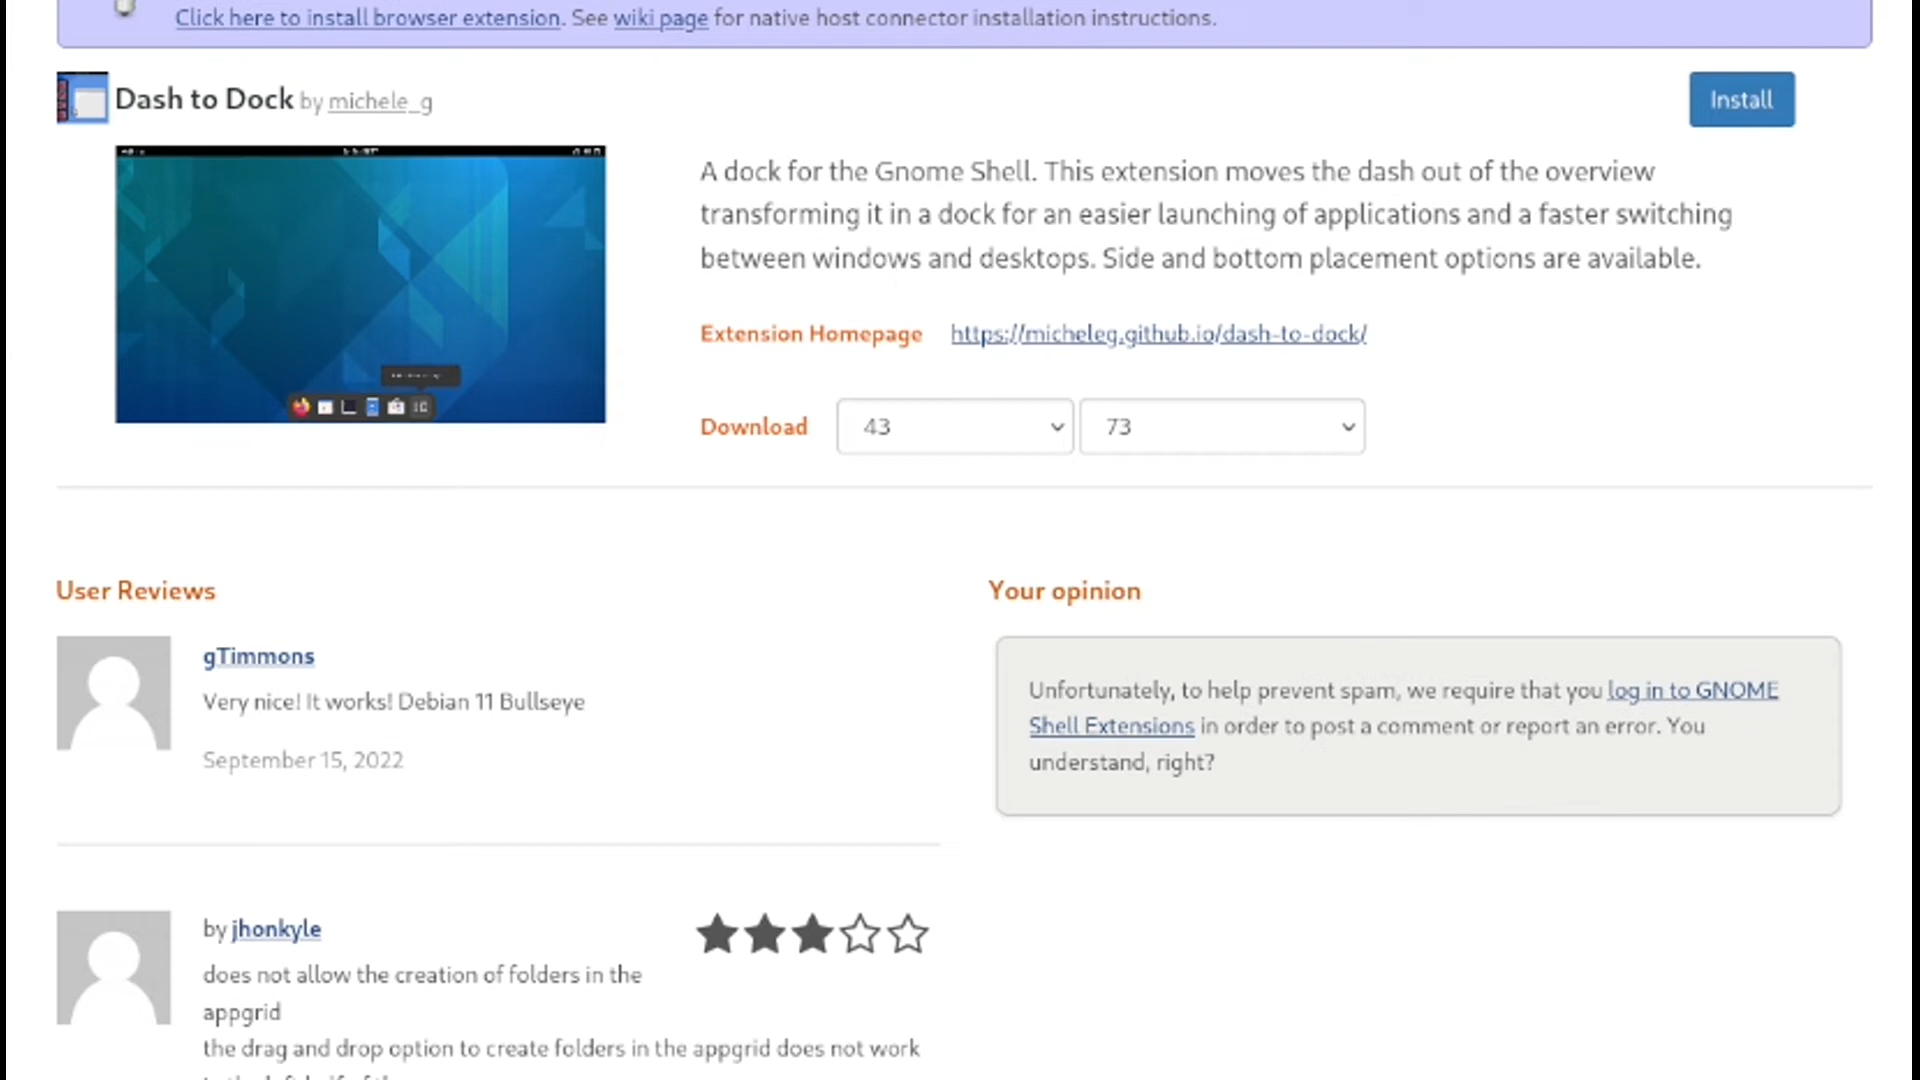 Click here to install browser extension. See wiki page for native host connector installation instructions.
Dash to Dock by michele_g
Install
A dock for the Gnome Shell. This extension moves the dash out of the overview
transforming it in a dock for an easier launching of applications and a faster switching
between windows and desktops. Side and bottom placement options are available.
Extension Homepage https://micheleg.github.io/dash-to-dock/
Download 43 73
User Reviews
Your opinion
gTimmons
Very nice! It works! Debian 11 Bullseye
September 15, 2022
Unfortunately, to help prevent spam, we require that you log in to GNOME
Shell Extensions in order to post a comment or report an error. You
understand, right?
by jhonkyle
does not allow the creation of folders in the
appgrid
the drag and drop option to create folders in the appgrid does not work